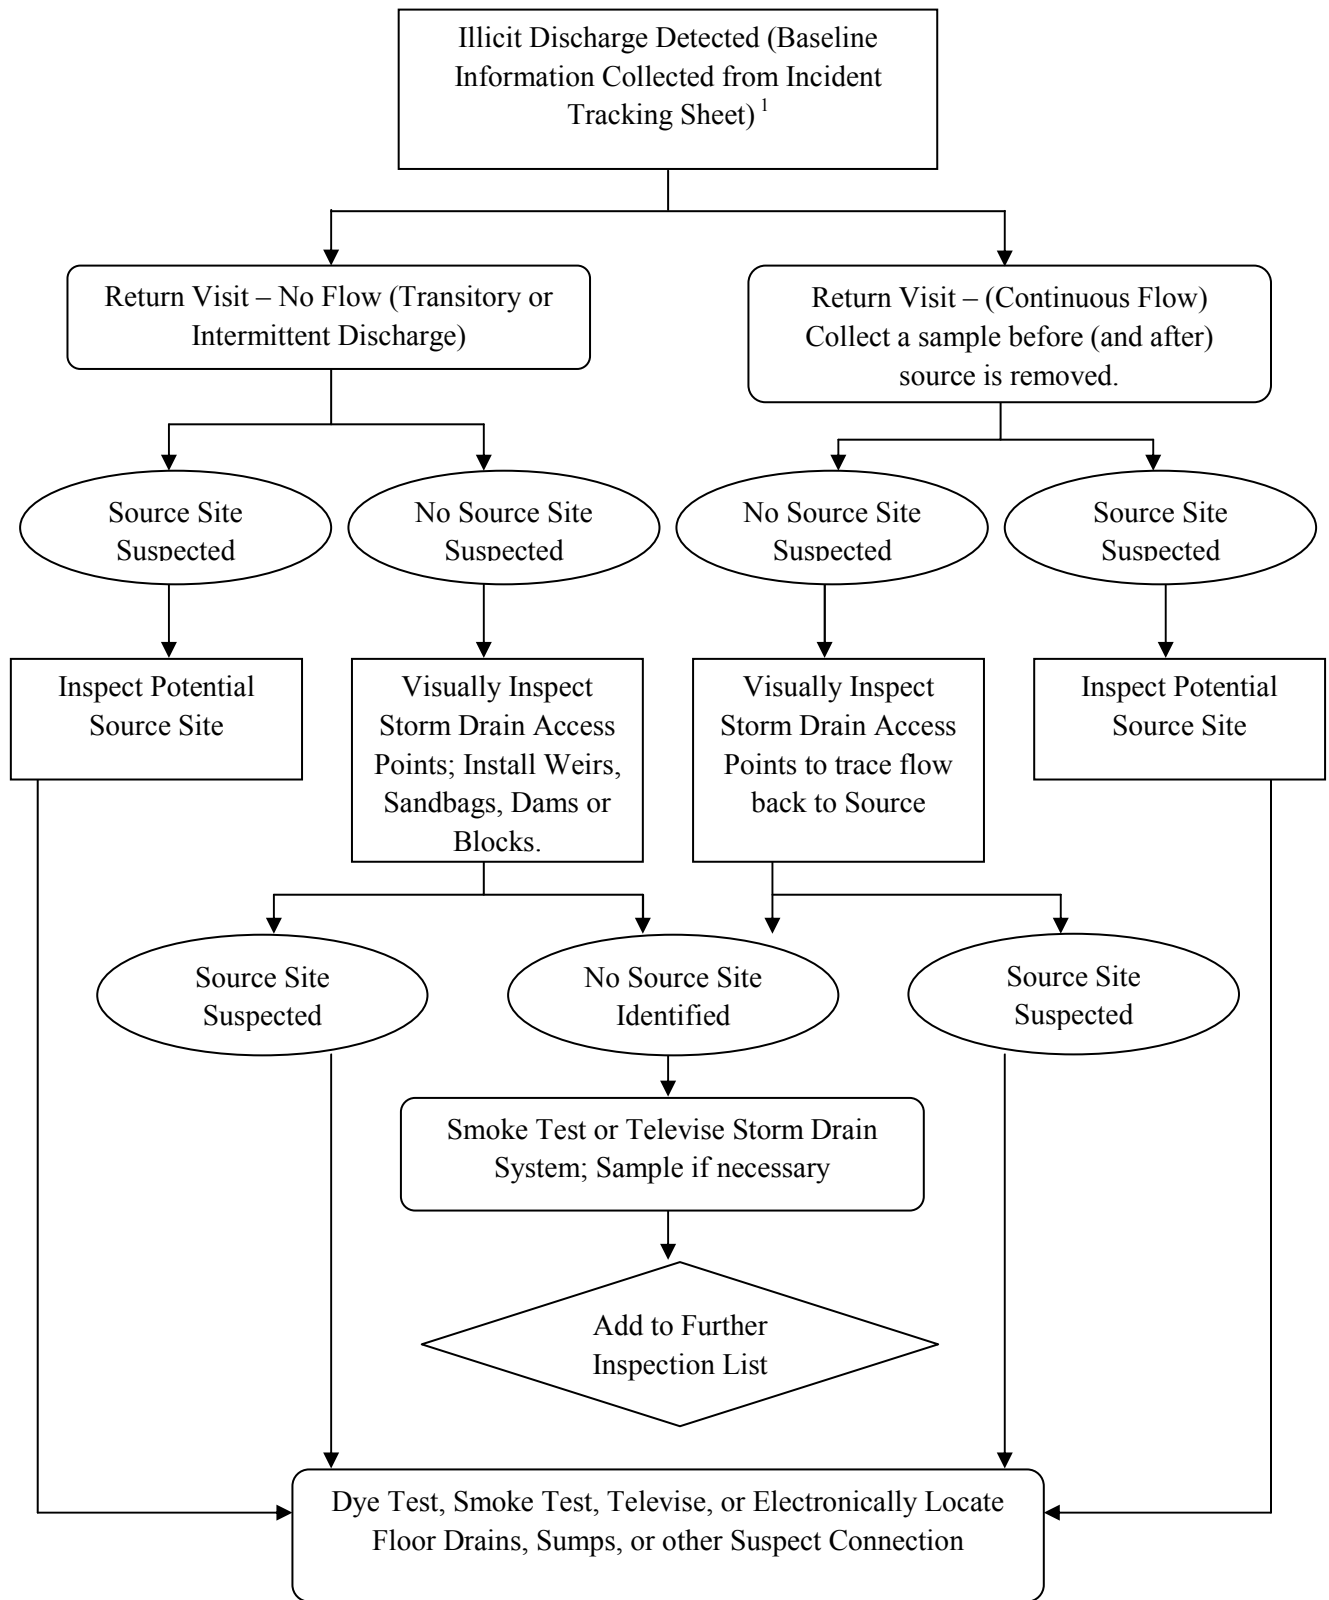 Illicit Discharge Detected (Baseline
Information Collected from Incident
Tracking Sheet) 1
Return Visit – No Flow (Transitory or
Intermittent Discharge)
Return Visit – (Continuous Flow)
Collect a sample before (and after)
source is removed.
Source Site
Suspected
No Source Site
Suspected
No Source Site
Suspected
Source Site
Suspected
Inspect Potential
Source Site
Visually Inspect
Storm Drain Access
Points; Install Weirs,
Sandbags, Dams or
Blocks.
Visually Inspect
Storm Drain Access
Points to trace flow
back to Source
Inspect Potential
Source Site
Source Site
Suspected
No Source Site
Identified
Source Site
Suspected
Smoke Test or Televise Storm Drain
System; Sample if necessary
Add to Further
Inspection List
Dye Test, Smoke Test, Televise, or Electronically Locate
Floor Drains, Sumps, or other Suspect Connection